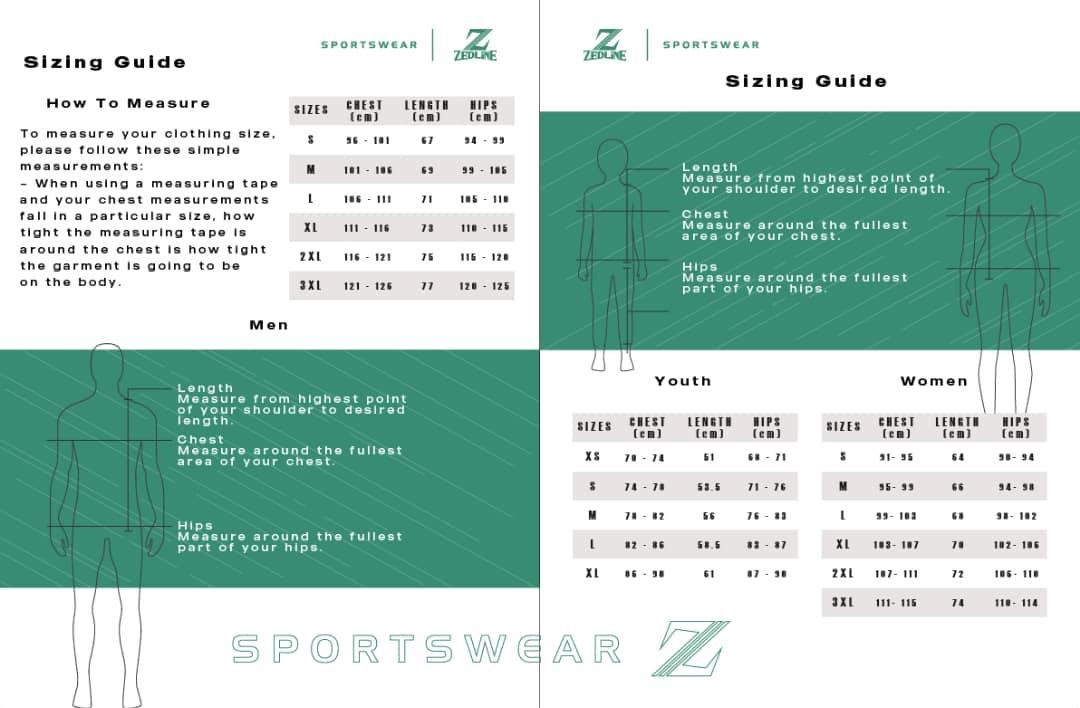 SPORTSWEAR
ZEDLINE
Sizing Guide
How To Measure
To measure your clothing size,
please follow these simple
measurements:
– When using a measuring tape
and your chest measurements
fall in a particular size, how
tight the measuring tape is
around the chest is how tight
the garment is going to be
on the body.
SIZES CHEST (cm) LENGTH (cm) HIPS (cm)
S 96 - 101 67 94 - 99
M 101 - 106 69 99 - 105
L 106 - 111 71 105 - 110
XL 111 - 116 73 110 - 115
2XL 116 - 121 75 115 - 120
3XL 121 - 126 77 120 - 125
Men
Length
Measure from highest point
of your shoulder to desired
length.
Chest
Measure around the fullest
area of your chest.
Hips
Measure around the fullest
part of your hips.
ZEDLINE
SPORTSWEAR
Sizing Guide
Length
Measure from highest point of
your shoulder to desired length.
Chest
Measure around the fullest
area of your chest.
Hips
Measure around the fullest
part of your hips.
Youth
SIZES CHEST (cm) LENGTH (cm) HIPS (cm)
XS 70 - 74 51 68 - 71
S 74 - 78 53.5 71 - 76
M 78 - 82 56 76 - 83
L 82 - 86 58.5 83 - 87
XL 86 - 90 61 87 - 90
Women
SIZES CHEST (cm) LENGTH (cm) HIPS (cm)
S 91- 95 64 90- 94
M 95- 99 66 94- 98
L 99- 103 68 98- 102
XL 103- 107 70 102- 106
2XL 107- 111 72 106- 110
3XL 111- 115 74 110- 114
SPORTSWEAR Z